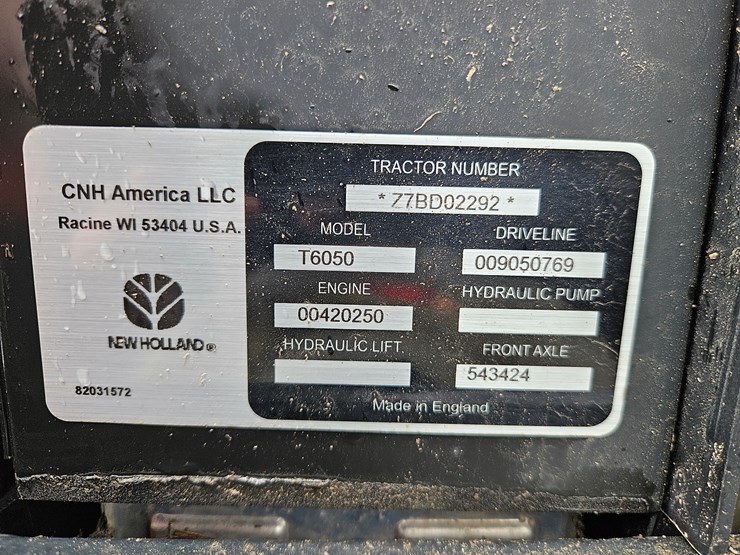 CNH America LLC
Racine WI 53404 U.S.A.
NEW HOLLAND®
82031572
TRACTOR NUMBER
* Z7BD02292 *
MODEL
T6050
DRIVELINE
009050769
ENGINE
00420250
HYDRAULIC PUMP
HYDRAULIC LIFT
FRONT AXLE
543424
Made in England